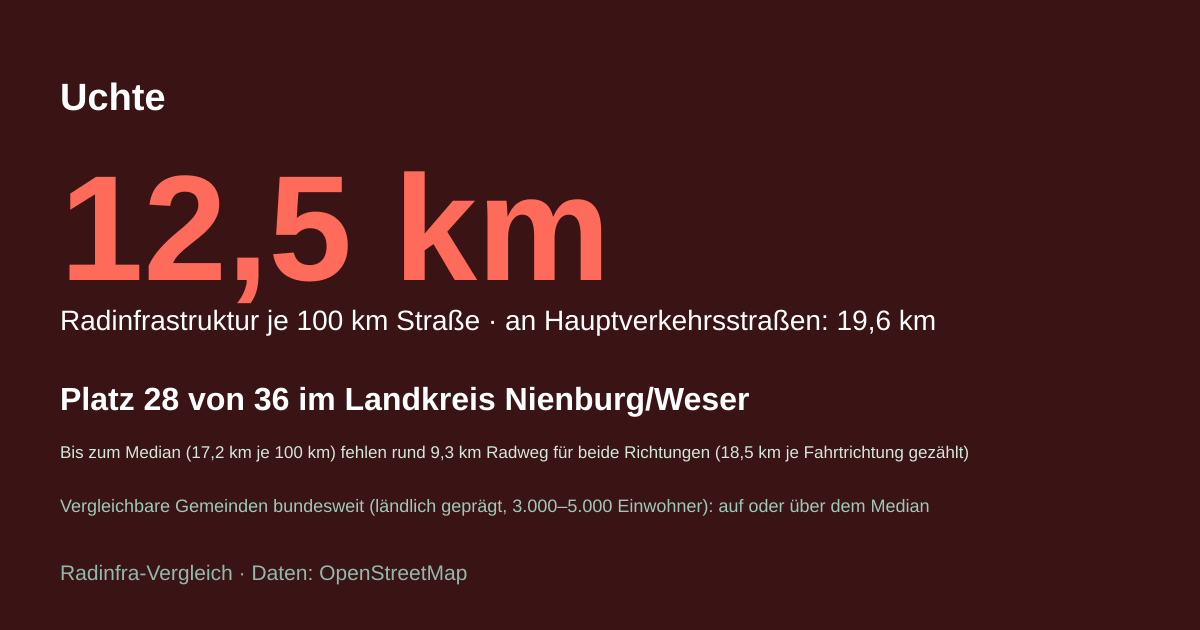 Uchte
12,5 km
Radinfrastruktur je 100 km Straße · an Hauptverkehrsstraßen: 19,6 km
Platz 28 von 36 im Landkreis Nienburg/Weser
Bis zum Median (17,2 km je 100 km) fehlen rund 9,3 km Radweg für beide Richtungen (18,5 km je Fahrtrichtung gezählt)
Vergleichbare Gemeinden bundesweit (ländlich geprägt, 3.000–5.000 Einwohner): auf oder über dem Median
Radinfra-Vergleich · Daten: OpenStreetMap